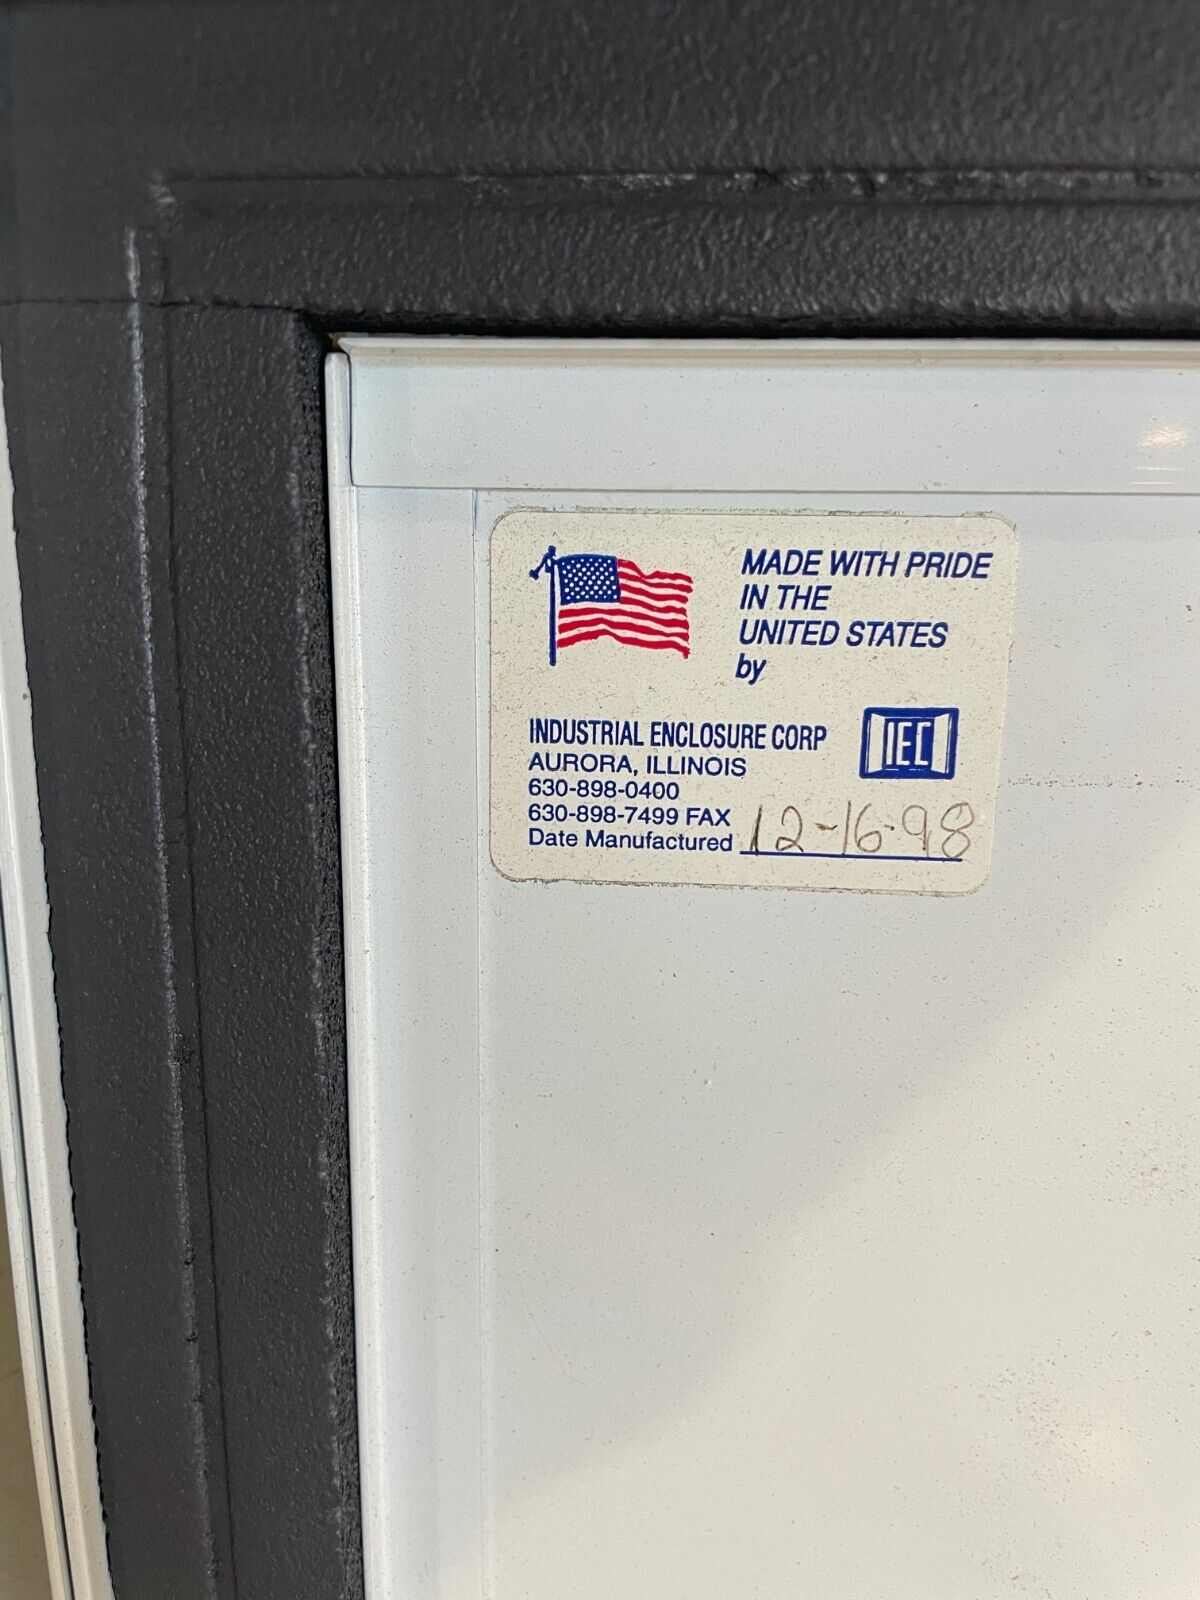 MADE WITH PRIDE
IN THE
UNITED STATES
by
INDUSTRIAL ENCLOSURE CORP
IEC
AURORA, ILLINOIS
630-898-0400
630-898-7499 FAX
Date Manufactured 12-16-98